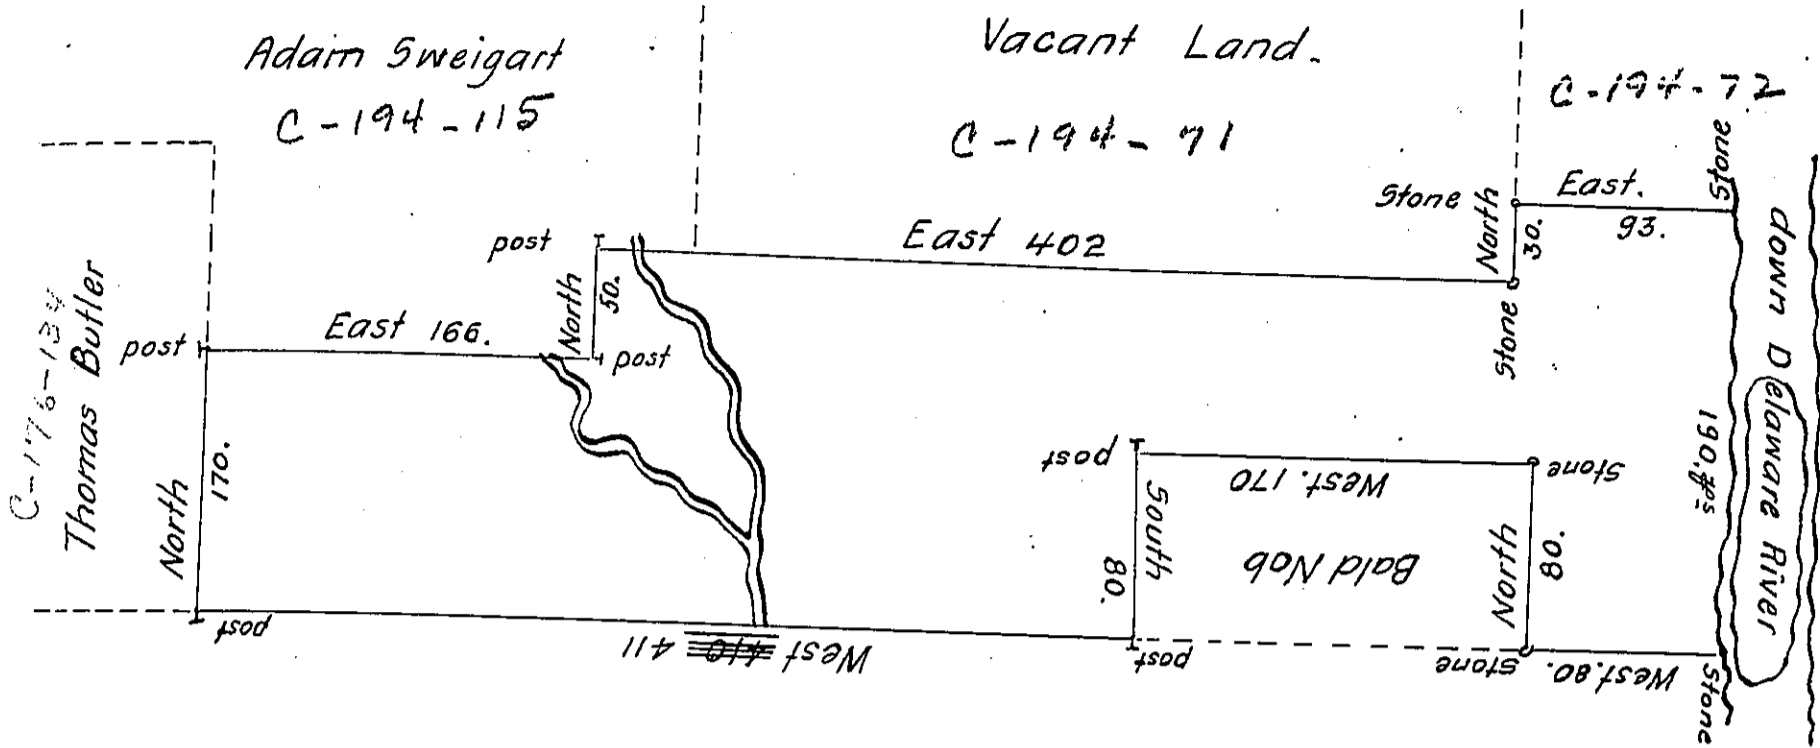 Adam Sweigart
C-194-115
Vacant Land.
C-194-71
C-194-72
Stone
Stone
North
30.
East.
93.
Stone
down Delaware River
190. ps
post
North
50.
post
East 402
East 166.
post
C-176-134
Thomas Butler
North
170.
post
West 410 411
post
South
80.
post
West. 170
Stone
Bald Nob
North
80.
Stone
West. 80.
Stone